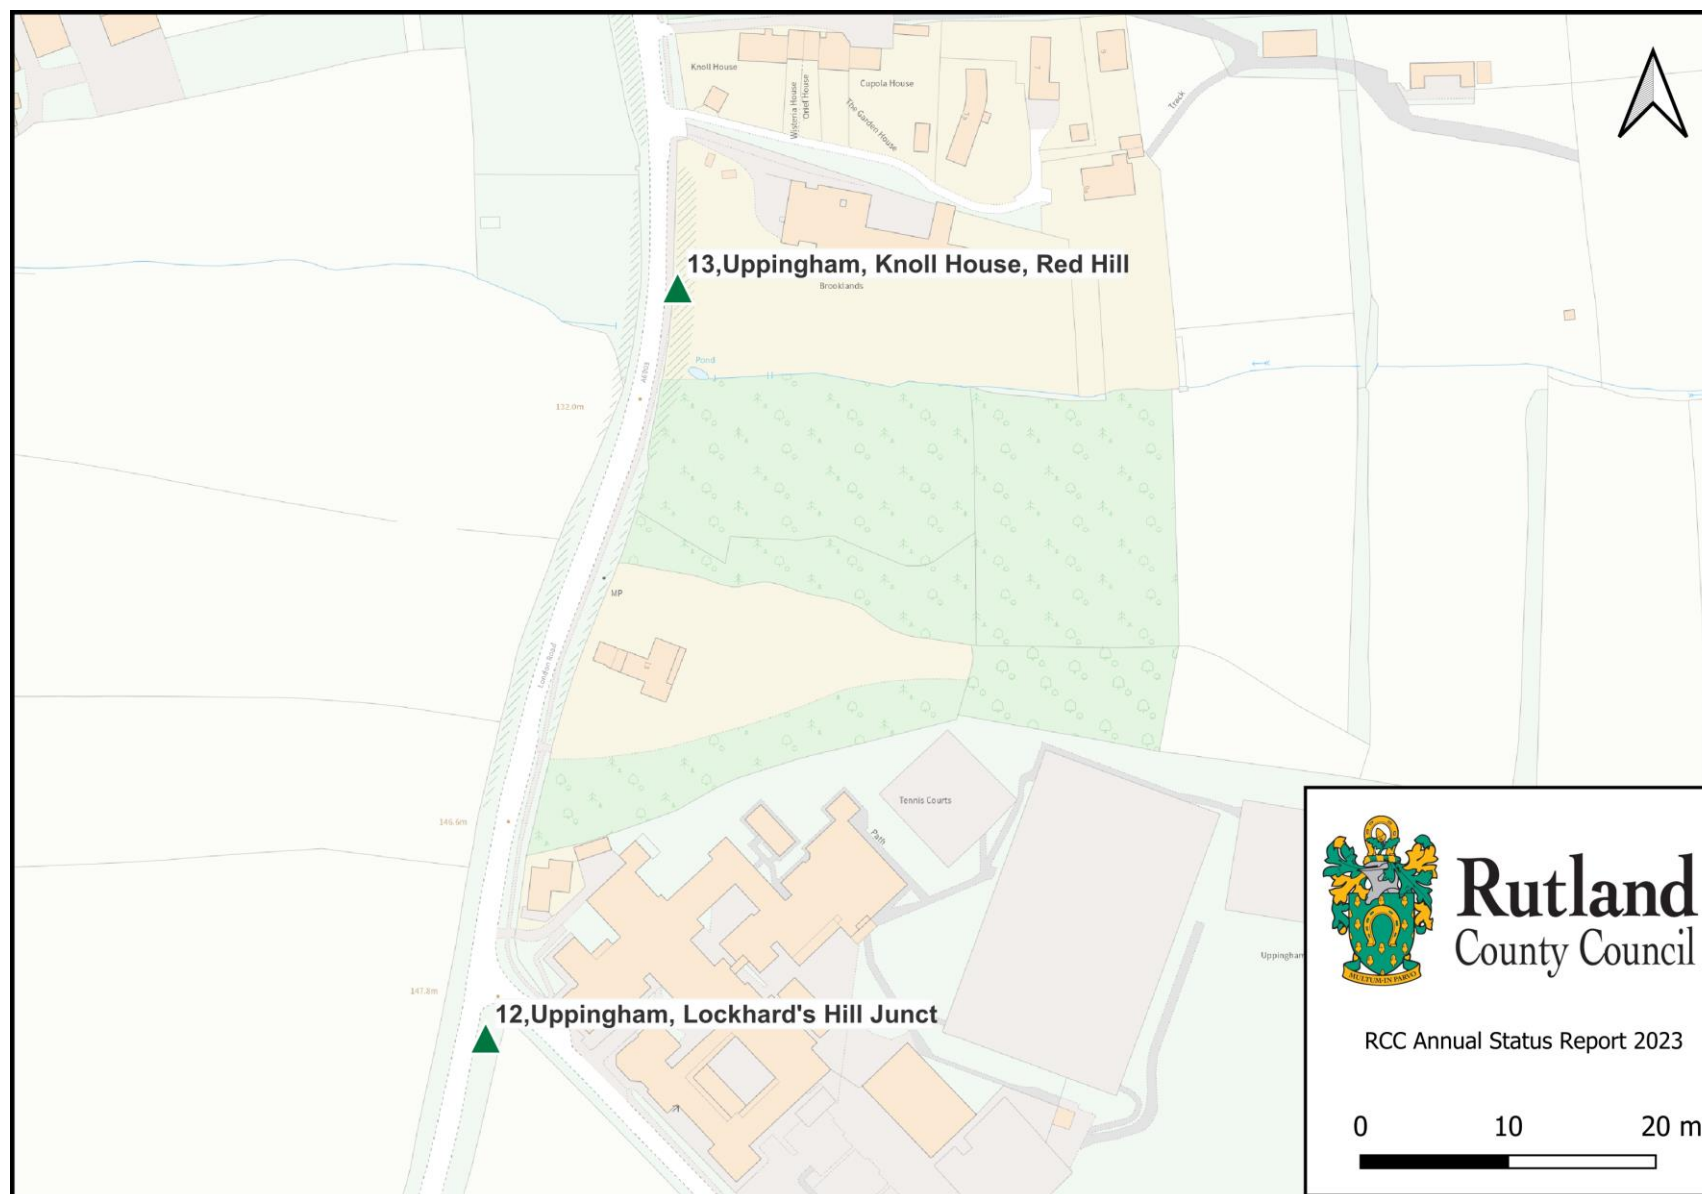 Knoll House
Wisteria House
Oriel House
Cupola House
The Garden House
Track
13,Uppingham, Knoll House, Red Hill
Brooklands
Pond
A6003
132.0m
MP
London Road
Tennis Courts
Path
146.6m
147.8m
Uppingham
12,Uppingham, Lockhard's Hill Junct
Rutland
County Council
MULTUM IN PARVO
RCC Annual Status Report 2023
0 10 20 m